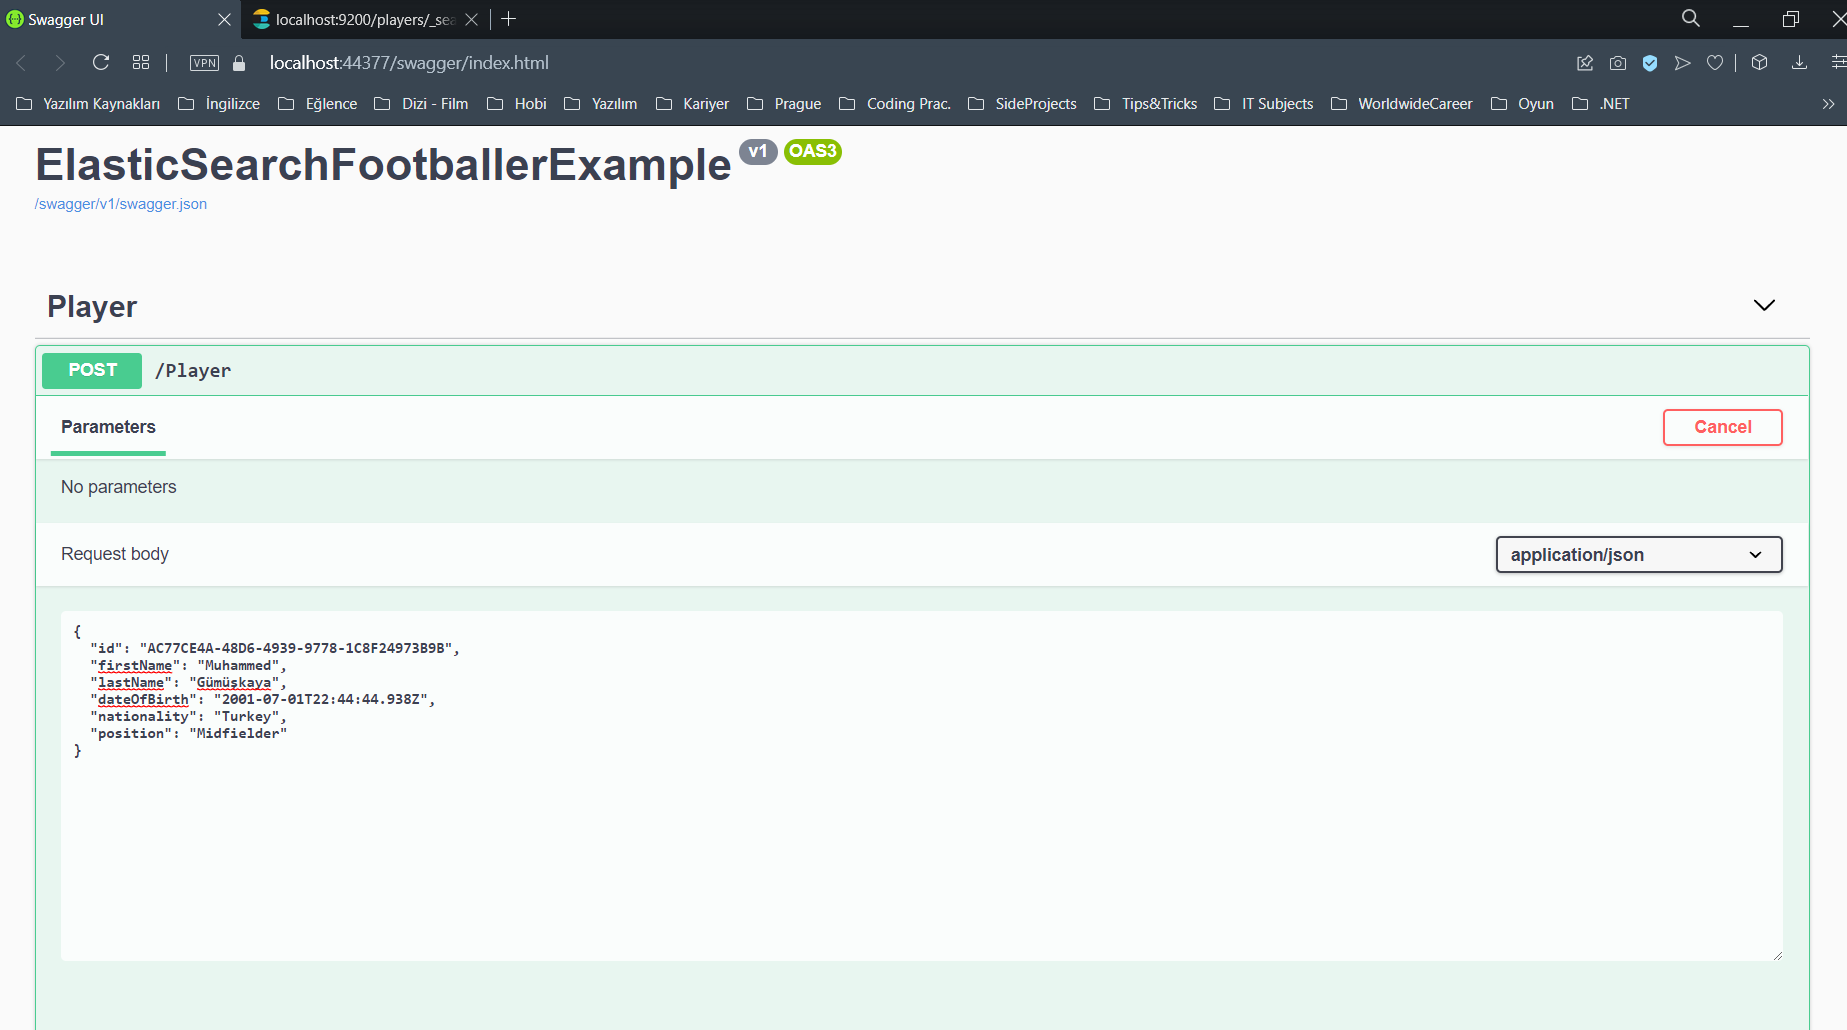 Swagger UI
localhost:9200/players/_sea
VPN
localhost:44377/swagger/index.html
Yazılım Kaynakları İngilizce Eğlence Dizi - Film Hobi Yazılım Kariyer Prague Coding Prac. SideProjects Tips&Tricks IT Subjects WorldwideCareer Oyun .NET
ElasticSearchFootballerExample v1 OAS3
/swagger/v1/swagger.json
Player
POST /Player
Parameters
Cancel
No parameters
Request body
application/json
{
"id": "AC77CE4A-48D6-4939-9778-1C8F24973B9B",
"firstName": "Muhammed",
"lastName": "Gümüşkaya",
"dateOfBirth": "2001-07-01T22:44:44.938Z",
"nationality": "Turkey",
"position": "Midfielder"
}